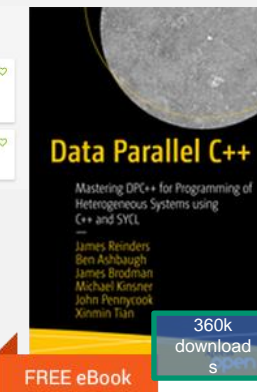 Data Parallel C++
Mastering DPC++ for Programming of
Heterogeneous Systems using
C++ and SYCL
James Reinders
Ben Ashbaugh
James Brodman
Michael Kinsner
John Pennycook
Xinmin Tian
360k
download
s
open
FREE eBook